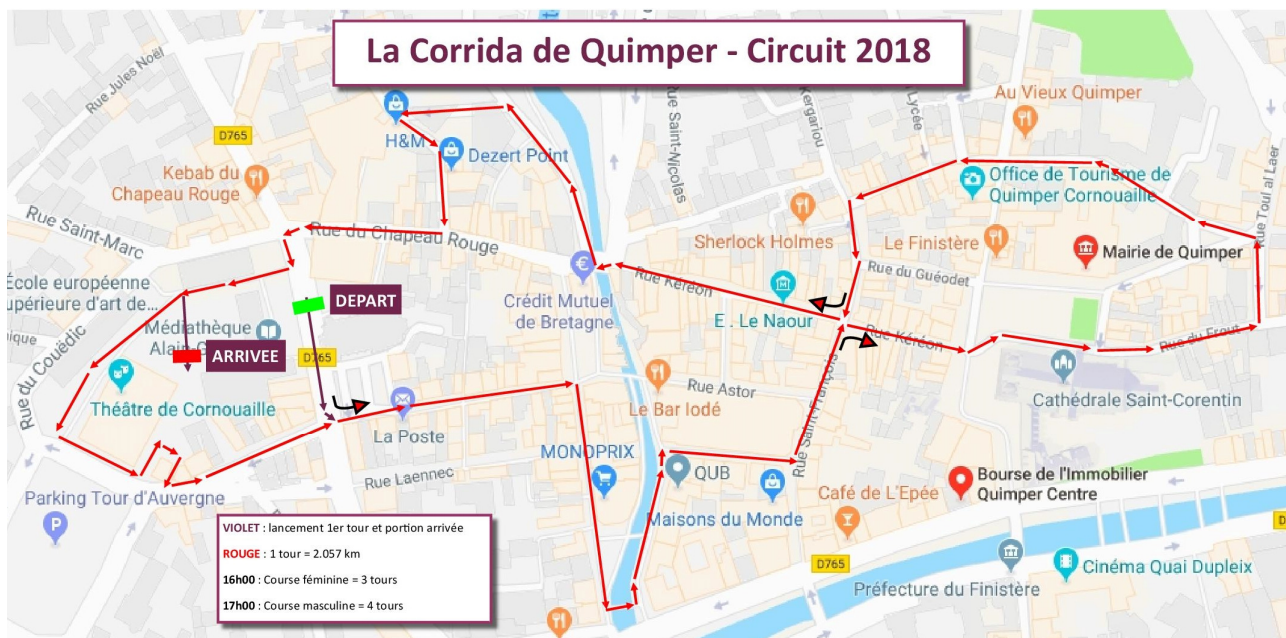 La Corrida de Quimper - Circuit 2018
Rue Jules Noël
D765
Kebab du
Chapeau Rouge
H&M
Dezert Point
Rue Saint-Nicolas
Kergariou
Lycée
Au Vieux Quimper
Office de Tourisme de
Quimper Cornouaille
Rue Toul al Laer
Rue Saint-Marc
Rue du Chapeau Rouge
Sherlock Holmes
Le Finistère
Mairie de Quimper
École européenne
supérieure d'art de...
Crédit Mutuel
de Bretagne
Rue Kéréon
Rue du Guéodet
E . Le Naour
DEPART
Médiathèque
ARRIVEE
D765
Rue Kéréon
Rue du Frout
Rue du Couëdic
Théâtre de Cornouaille
La Poste
Rue Astor
Le Bar Iodé
Rue Saint-François
Cathédrale Saint-Corentin
MONOPRIX
Rue Laennec
QUB
Maisons du Monde
Café de L'Epée
Bourse de l'Immobilier
Quimper Centre
Parking Tour d'Auvergne
D765
Préfecture du Finistère
Cinéma Quai Dupleix
VIOLET : lancement 1er tour et portion arrivée
ROUGE : 1 tour = 2.057 km
16h00 : Course féminine = 3 tours
17h00 : Course masculine = 4 tours